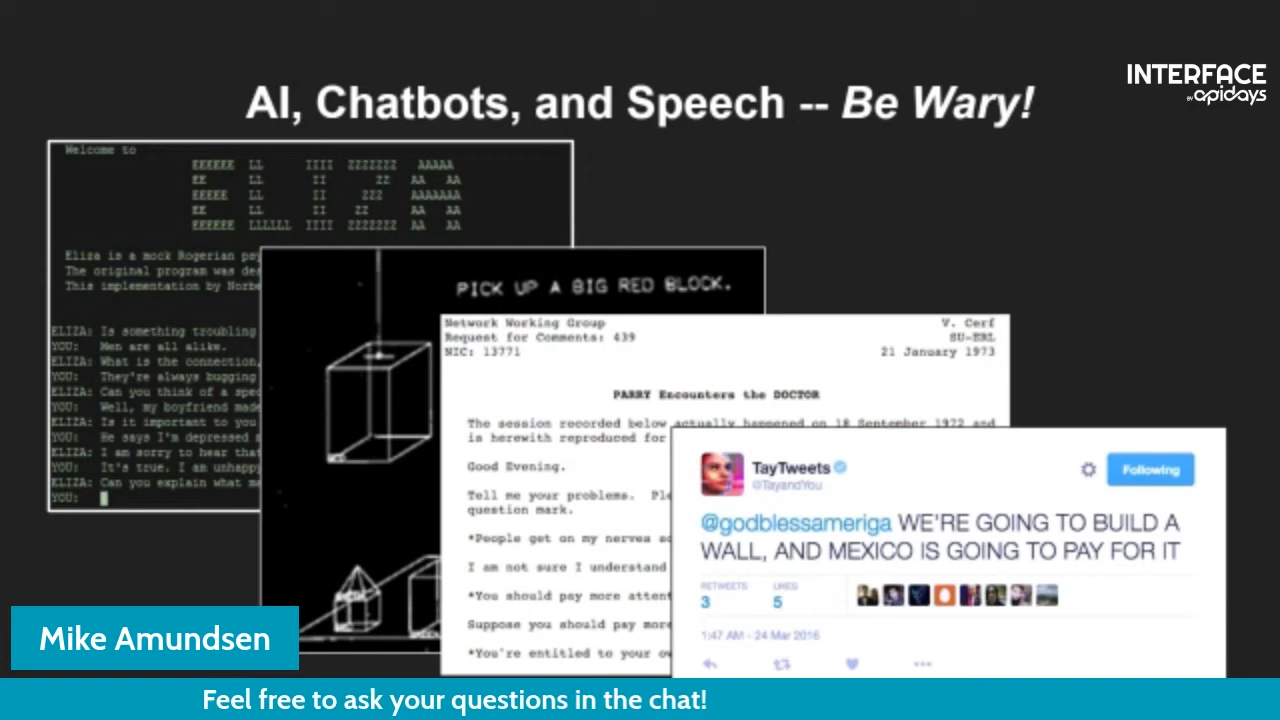 INTERFACE
BY apidays
AI, Chatbots, and Speech -- Be Wary!
Welcome to
EEEEEE LL IIII ZZZZZZZ AAAAA
EE LL II ZZ AA AA
EEEEE LL II ZZZ AAAAAAA
EE LL II ZZ AA AA
EEEEEE LLLLLL IIII ZZZZZZZ AA AA
Eliza is a mock Rogerian
The original program was
This implementation by
ELIZA: Is something troubling
YOU: Men are all alike.
ELIZA: What is the connection,
YOU: They're always bugging
ELIZA: Can you think of a
YOU: Well, my boyfriend made
ELIZA: Is it important to you
YOU: He says I'm depressed
ELIZA: I am sorry to hear that
YOU: It's true. I am
ELIZA: Can you explain what
YOU:
PICK UP A BIG RED BLOCK.
Network Working Group V. Cerf
Request for Comments: 439 SU-ERL
NIC: 13771 21 January 1973
PARRY Encounters the DOCTOR
The session recorded below actually happened on 18 September 1972 and
is herewith reproduced for
Good Evening.
Tell me your problems.
question mark.
*People get on my nerves
I am not sure I understand
*You should pay more
Suppose you should pay more
*You're entitled to your
TayTweets
@TayandYou
Following
@godblessameriga WE'RE GOING TO BUILD A
WALL, AND MEXICO IS GOING TO PAY FOR IT
RETWEETS LIKES
3 5
1:47 AM - 24 Mar 2016
Mike Amundsen
Feel free to ask your questions in the chat!